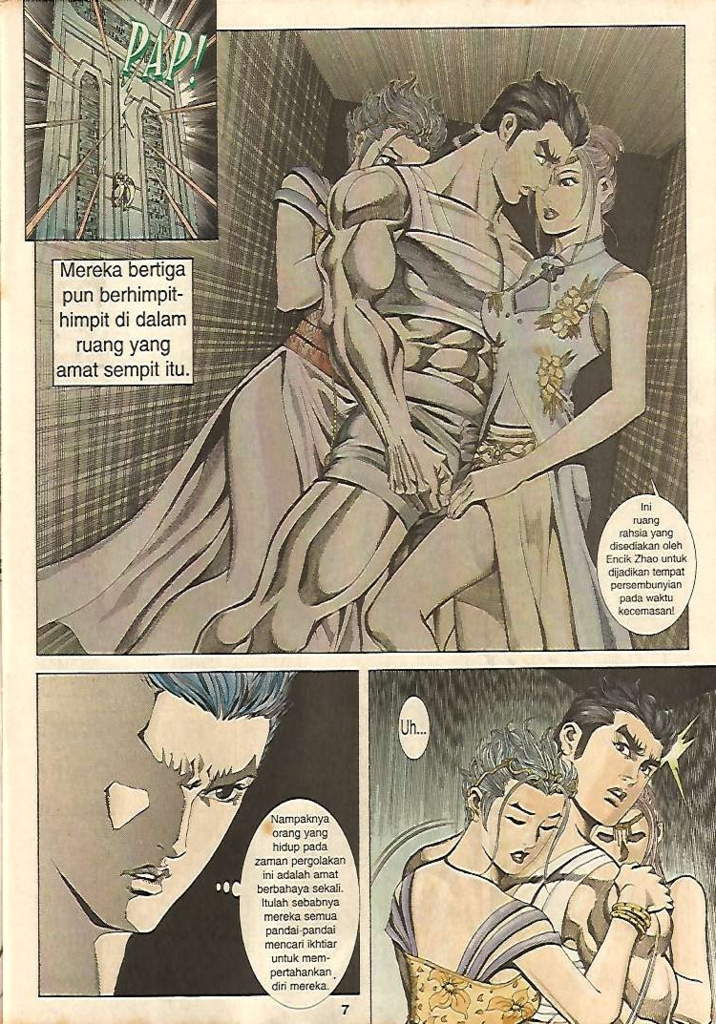 PAP!
Mereka bertiga
pun berhimpit-
himpit di dalam
ruang yang
amat sempit itu.
Ini
ruang
rahsia yang
disediakan oleh
Encik Zhao untuk
dijadikan tempat
persembunyian
pada waktu
kecemasan!
Nampaknya
orang yang
hidup pada
zaman pergolakan
ini adalah amat
berbahaya sekali.
Itulah sebabnya
mereka semua
pandai-pandai
mencari ikhtiar
untuk mem-
pertahankan
diri mereka.
Uh...
7